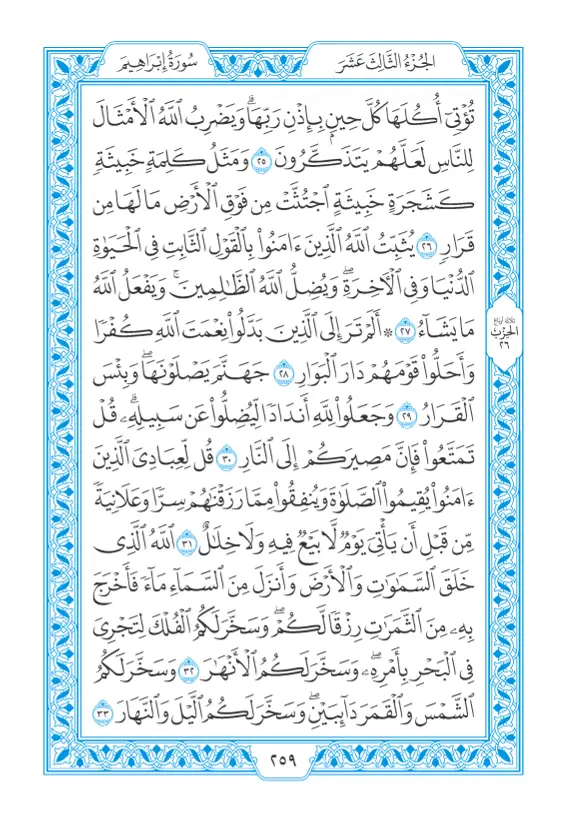 الجُزْءُ الثَّالِثَ عَشَرَ
سُورَةُ إِبْرَاهِيمَ
تُؤْتِيٓ أُكُلَهَا كُلَّ حِينِۭ بِإِذْنِ رَبِّهَاۗ وَيَضْرِبُ ٱللَّهُ ٱلْأَمْثَالَ
لِلنَّاسِ لَعَلَّهُمْ يَتَذَكَّرُونَ ٢٥ وَمَثَلُ كَلِمَةٍ خَبِيثَةٖ
كَشَجَرَةٍ خَبِيثَةٍ ٱجْتُثَّتْ مِن فَوْقِ ٱلْأَرْضِ مَا لَهَا مِن
قَرَارٖ ٢٦ يُثَبِّتُ ٱللَّهُ ٱلَّذِينَ ءَامَنُواْ بِٱلْقَوْلِ ٱلثَّابِتِ فِي ٱلْحَيَوٰةِ
ٱلدُّنْيَا وَفِي ٱلْأٓخِرَةِۖ وَيُضِلُّ ٱللَّهُ ٱلظَّٰلِمِينَۚ وَيَفْعَلُ ٱللَّهُ
مَا يَشَآءُ ٢٧ ۞ أَلَمْ تَرَ إِلَى ٱلَّذِينَ بَدَّلُواْ نِعْمَتَ ٱللَّهِ كُفْرٗا
وَأَحَلُّواْ قَوْمَهُمْ دَارَ ٱلْبَوَارِ ٢٨ جَهَنَّمَ يَصْلَوْنَهَاۖ وَبِئْسَ
ٱلْقَرَارُ ٢٩ وَجَعَلُواْ لِلَّهِ أَندَادٗا لِّيُضِلُّواْ عَن سَبِيلِهِۦۗ قُلْ
تَمَتَّعُواْ فَإِنَّ مَصِيرَكُمْ إِلَى ٱلنَّارِ ٣٠ قُل لِّعِبَادِيَ ٱلَّذِينَ
ءَامَنُواْ يُقِيمُواْ ٱلصَّلَوٰةَ وَيُنفِقُواْ مِمَّا رَزَقْنَٰهُمْ سِرّٗا وَعَلَانِيَةٗ
مِّن قَبْلِ أَن يَأْتِيَ يَوْمٞ لَّا بَيْعٞ فِيهِ وَلَا خِلَٰلٌ ٣١ ٱللَّهُ ٱلَّذِي
خَلَقَ ٱلسَّمَٰوَٰتِ وَٱلْأَرْضَ وَأَنزَلَ مِنَ ٱلسَّمَآءِ مَآءٗ فَأَخْرَجَ
بِهِۦ مِنَ ٱلثَّمَرَٰتِ رِزْقٗا لَّكُمْۖ وَسَخَّرَ لَكُمُ ٱلْفُلْكَ لِتَجْرِيَ
فِي ٱلْبَحْرِ بِأَمْرِهِۦۖ وَسَخَّرَ لَكُمُ ٱلْأَنْهَٰرَ ٣٢ وَسَخَّرَ لَكُمُ
ٱلشَّمْسَ وَٱلْقَمَرَ دَآئِبَيْنِۖ وَسَخَّرَ لَكُمُ ٱلَّيْلَ وَٱلنَّهَارَ ٣٣
ثلاثة أرباع
الحِزْب
٢٦
٢٥٩